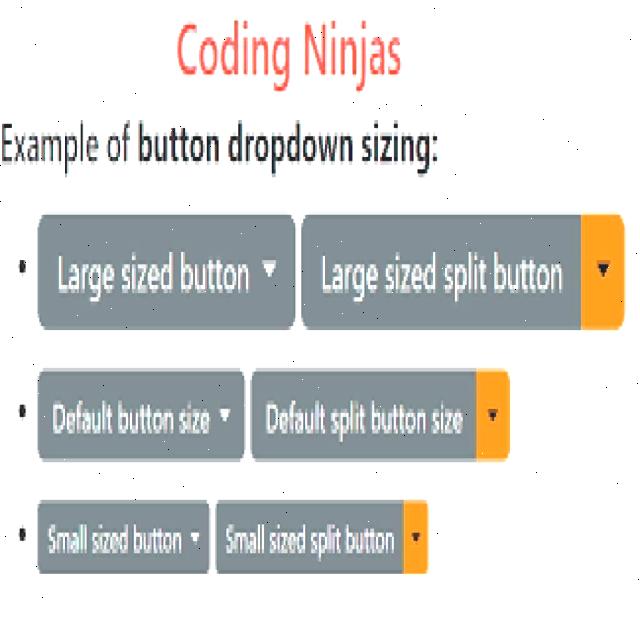 Coding Ninjas
Example of button dropdown sizing:
Large sized button Large sized split button
Default button size Default split button size
Small sized button Small sized split button